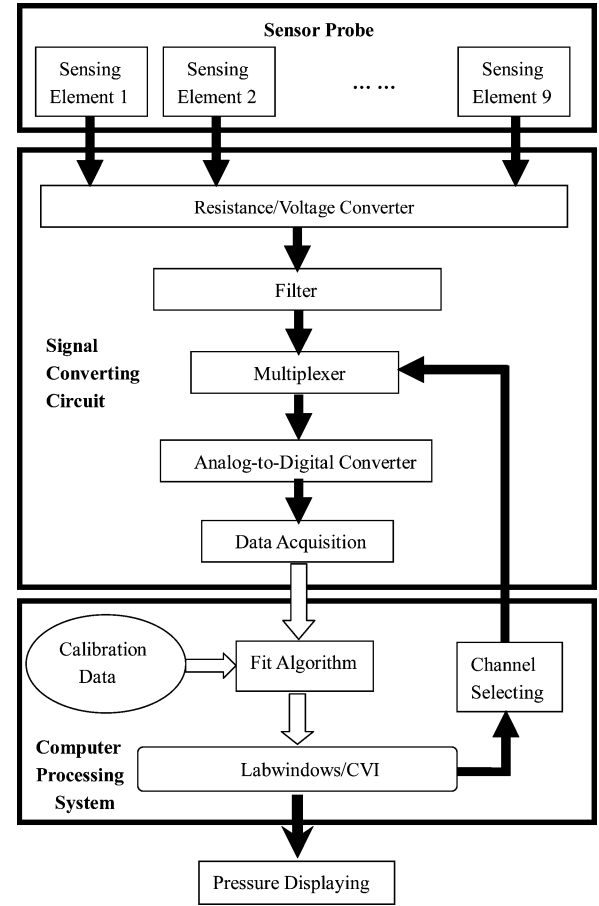 Sensor Probe
Sensing
Element 1
Sensing
Element 2
... ...
Sensing
Element 9
Resistance/Voltage Converter
Filter
Signal
Converting
Circuit
Multiplexer
Analog-to-Digital Converter
Data Acquisition
Calibration
Data
Fit Algorithm
Channel
Selecting
Computer
Processing
System
Labwindows/CVI
Pressure Displaying